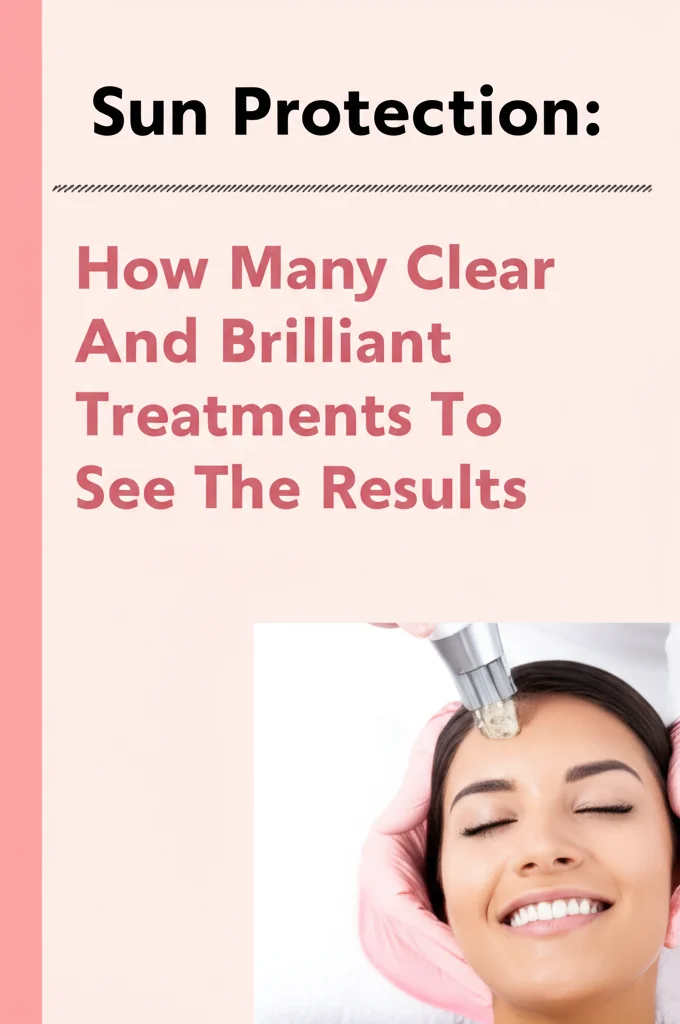 Sun Protection:
How Many Clear
And Brilliant
Treatments To
See The Results